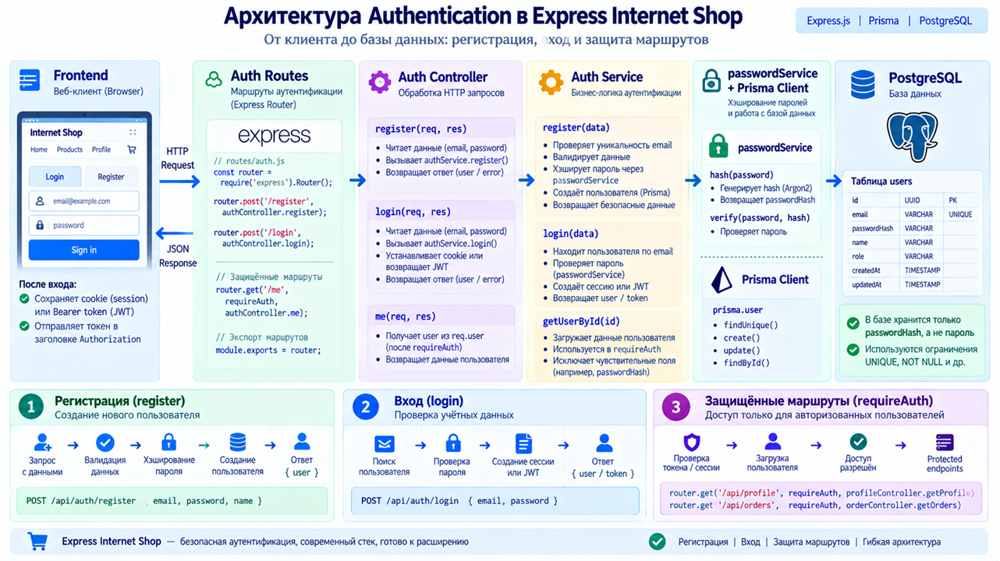 Архитектура Authentication в Express Internet Shop
От клиента до базы данных: регистрация, вход и защита маршрутов
Express.js | Prisma | PostgreSQL
Frontend
Веб-клиент (Browser)
Internet Shop
Home Products Profile
Login Register
email@example.com
password
Sign in
После входа:
Сохраняет cookie (session)
или Bearer token (JWT)
Отправляет токен в
заголовке Authorization
HTTP
Request
JSON
Response
Auth Routes
Маршруты аутентификации
(Express Router)
express
// routes/auth.js
const router =
require('express').Router();
router.post('/register',
authController.register);
router.post('/login',
authController.login);
// Защищённые маршруты
router.get('/me',
requireAuth,
authController.me);
// Экспорт маршрутов
module.exports = router;
Auth Controller
Обработка HTTP запросов
register(req, res)
• Читает данные (email, password)
• Вызывает authService.register()
• Возвращает ответ (user / error)
login(req, res)
• Читает данные (email, password)
• Вызывает authService.login()
• Устанавливает cookie или
возвращает JWT
• Возвращает ответ (user / error)
me(req, res)
• Получает user из req.user
(после requireAuth)
• Возвращает данные пользователя
Auth Service
Бизнес-логика аутентификации
register(data)
• Проверяет уникальность email
• Валидирует данные
• Хэширует пароль через
passwordService
• Создаёт пользователя (Prisma)
• Возвращает безопасные данные
login(data)
• Находит пользователя по email
• Проверяет пароль
(passwordService)
• Создаёт сессию или JWT
• Возвращает user / token
getUserById(id)
• Загружает данные пользователя
• Используется в requireAuth
• Исключает чувствительные поля
(например, passwordHash)
passwordService
+ Prisma Client
Хэширование паролей
и работа с базой данных
passwordService
hash(password)
• Генерирует hash (Argon2)
• Возвращает passwordHash
verify(password, hash)
• Проверяет пароль
Prisma Client
prisma.user
• findUnique()
• create()
• update()
• findById()
PostgreSQL
База данных
Таблица users
id UUID PK
email VARCHAR UNIQUE
passwordHash VARCHAR
name VARCHAR
role VARCHAR
createdAt TIMESTAMP
updatedAt TIMESTAMP
В базе хранится только
passwordHash, а не пароль
Используются ограничения
UNIQUE, NOT NULL и др.
1 Регистрация (register)
Создание нового пользователя
Запрос
с данными
Валидация
данных
Хэширование
пароля
Создание
пользователя
Ответ
{ user }
POST /api/auth/register { email, password, name }
2 Вход (login)
Проверка учётных данных
Поиск
пользователя
Проверка
пароля
Создание сессии
или JWT
Ответ
{ user / token }
POST /api/auth/login { email, password }
3 Защищённые маршруты (requireAuth)
Доступ только для авторизованных пользователей
Проверка
токена / сессии
Загрузка
пользователя
Доступ
разрешён
Protected
endpoints
router.get('/api/profile', requireAuth, profileController.getProfile)
router.get('/api/orders', requireAuth, orderController.getOrders)
Express Internet Shop — безопасная аутентификация, современный стек, готово к расширению
Регистрация | Вход | Защита маршрутов | Гибкая архитектура